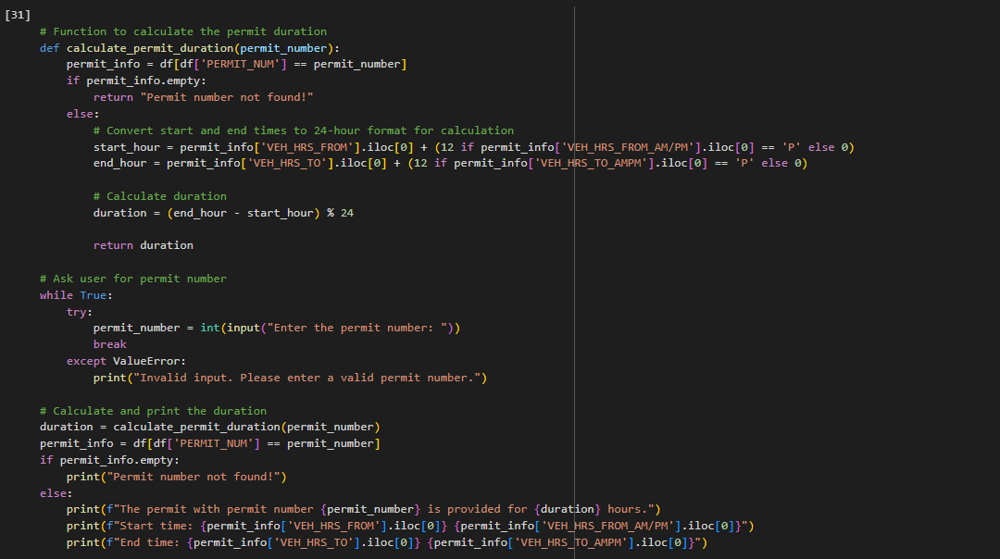 [31]
# Function to calculate the permit duration
def calculate_permit_duration(permit_number):
    permit_info = df[df['PERMIT_NUM'] == permit_number]
    if permit_info.empty:
        return "Permit number not found!"
    else:
        # Convert start and end times to 24-hour format for calculation
        start_hour = permit_info['VEH_HRS_FROM'].iloc[0] + (12 if permit_info['VEH_HRS_FROM_AM/PM'].iloc[0] == 'P' else 0)
        end_hour = permit_info['VEH_HRS_TO'].iloc[0] + (12 if permit_info['VEH_HRS_TO_AMPM'].iloc[0] == 'P' else 0)

        # Calculate duration
        duration = (end_hour - start_hour) % 24

        return duration

# Ask user for permit number
while True:
    try:
        permit_number = int(input("Enter the permit number: "))
        break
    except ValueError:
        print("Invalid input. Please enter a valid permit number.")

# Calculate and print the duration
duration = calculate_permit_duration(permit_number)
permit_info = df[df['PERMIT_NUM'] == permit_number]
if permit_info.empty:
    print("Permit number not found!")
else:
    print(f"The permit with permit number {permit_number} is provided for {duration} hours.")
    print(f"Start time: {permit_info['VEH_HRS_FROM'].iloc[0]} {permit_info['VEH_HRS_FROM_AM/PM'].iloc[0]}")
    print(f"End time: {permit_info['VEH_HRS_TO'].iloc[0]} {permit_info['VEH_HRS_TO_AMPM'].iloc[0]}")